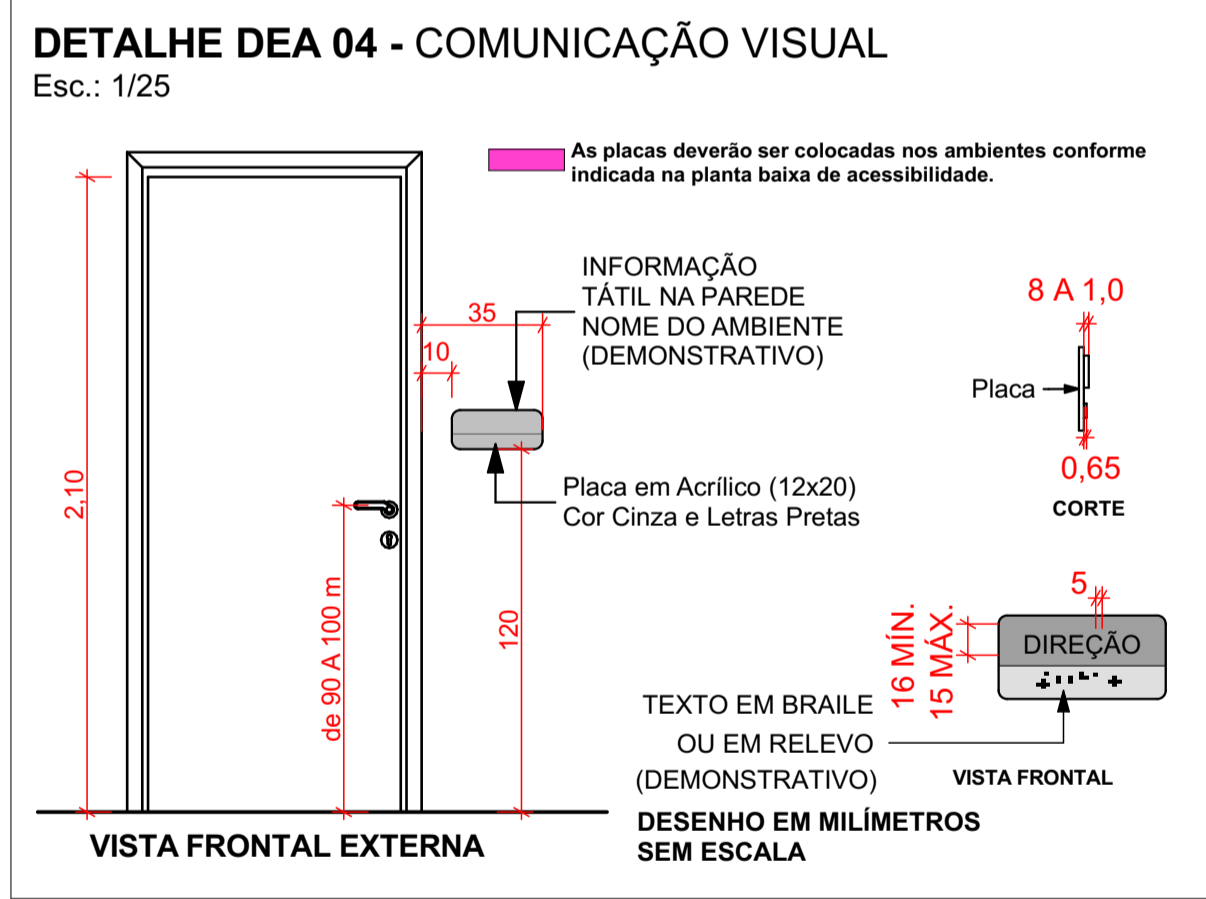 DETALHE DEA 04 - COMUNICAÇÃO VISUAL
Esc.: 1/25
As placas deverão ser colocadas nos ambientes conforme
indicada na planta baixa de acessibilidade.
INFORMAÇÃO
TÁTIL NA PAREDE
NOME DO AMBIENTE
(DEMONSTRATIVO)
35
10
2,10
de 90 A 100 m
120
Placa em Acrílico (12x20)
Cor Cinza e Letras Pretas
8 A 1,0
Placa
0,65
CORTE
5
16 MÍN.
15 MÁX.
DIREÇÃO
TEXTO EM BRAILE
OU EM RELEVO
(DEMONSTRATIVO)
VISTA FRONTAL
DESENHO EM MILÍMETROS
SEM ESCALA
VISTA FRONTAL EXTERNA